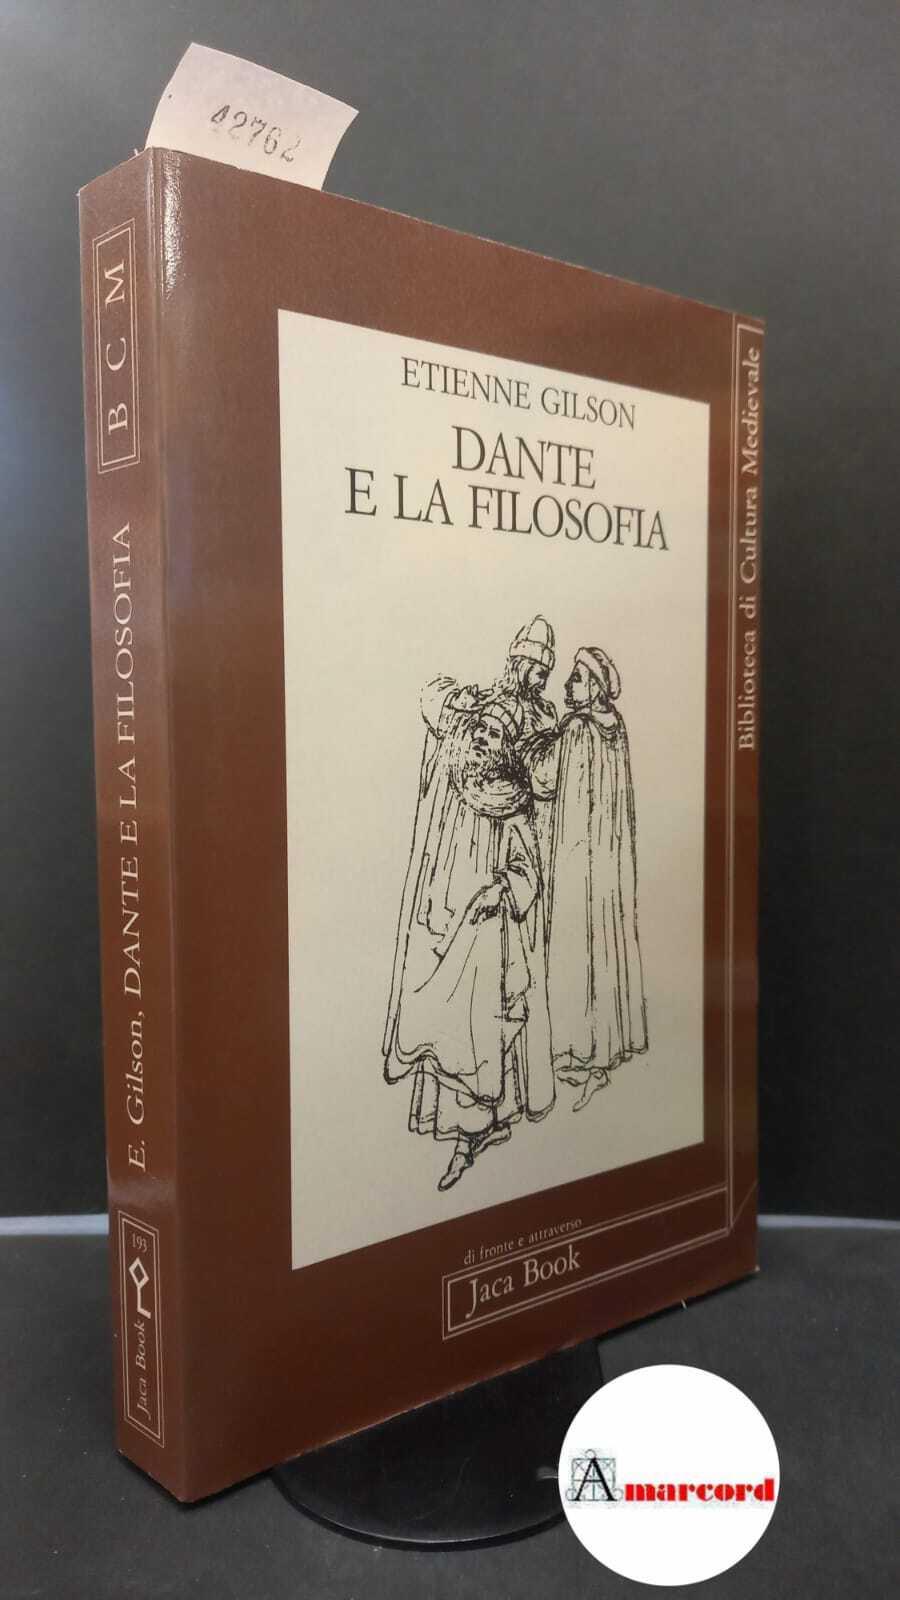 42762
B C M
E. Gilson, DANTE E LA FILOSOFIA
193
Jaca Book
ETIENNE GILSON
DANTE
E LA FILOSOFIA
Biblioteca di Cultura Medievale
di fronte e attraverso
Jaca Book
Amarcord